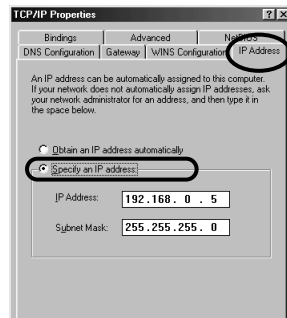 TCP/IP Properties
Bindings Advanced NetBIOS
DNS Configuration Gateway WINS Configuration IP Address
An IP address can be automatically assigned to this computer.
If your network does not automatically assign IP addresses, ask
your network administrator for an address, and then type it in
the space below.
Obtain an IP address automatically
Specify an IP address:
IP Address: 192.168. 0 . 5
Subnet Mask: 255.255.255. 0